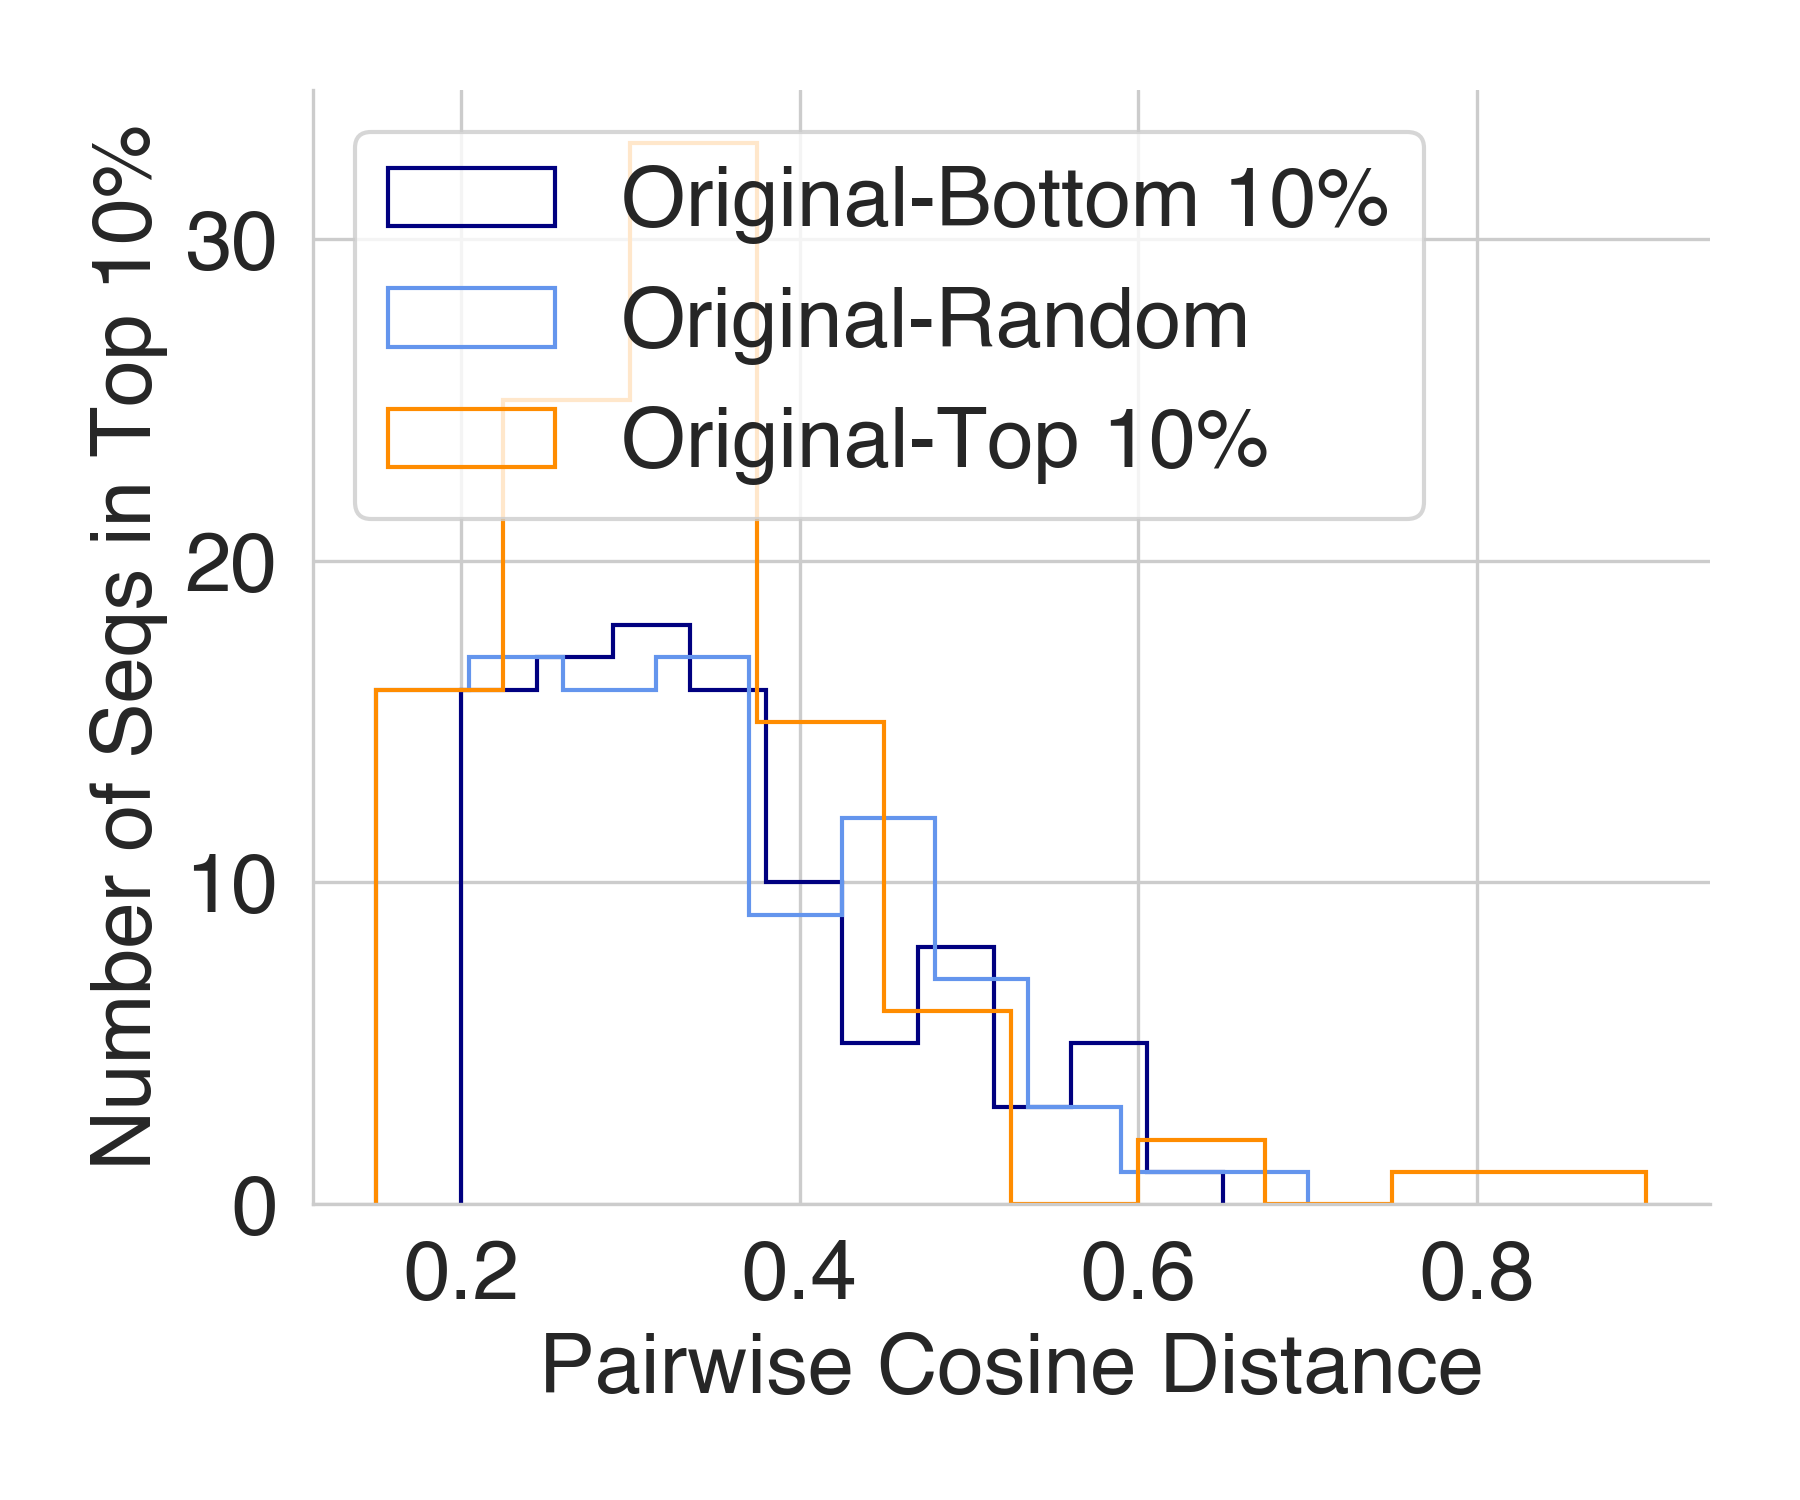 Number of Seqs in Top 10%
30
20
10
0
Original-Bottom 10%
Original-Random
Original-Top 10%
0.2 0.4 0.6 0.8
Pairwise Cosine Distance